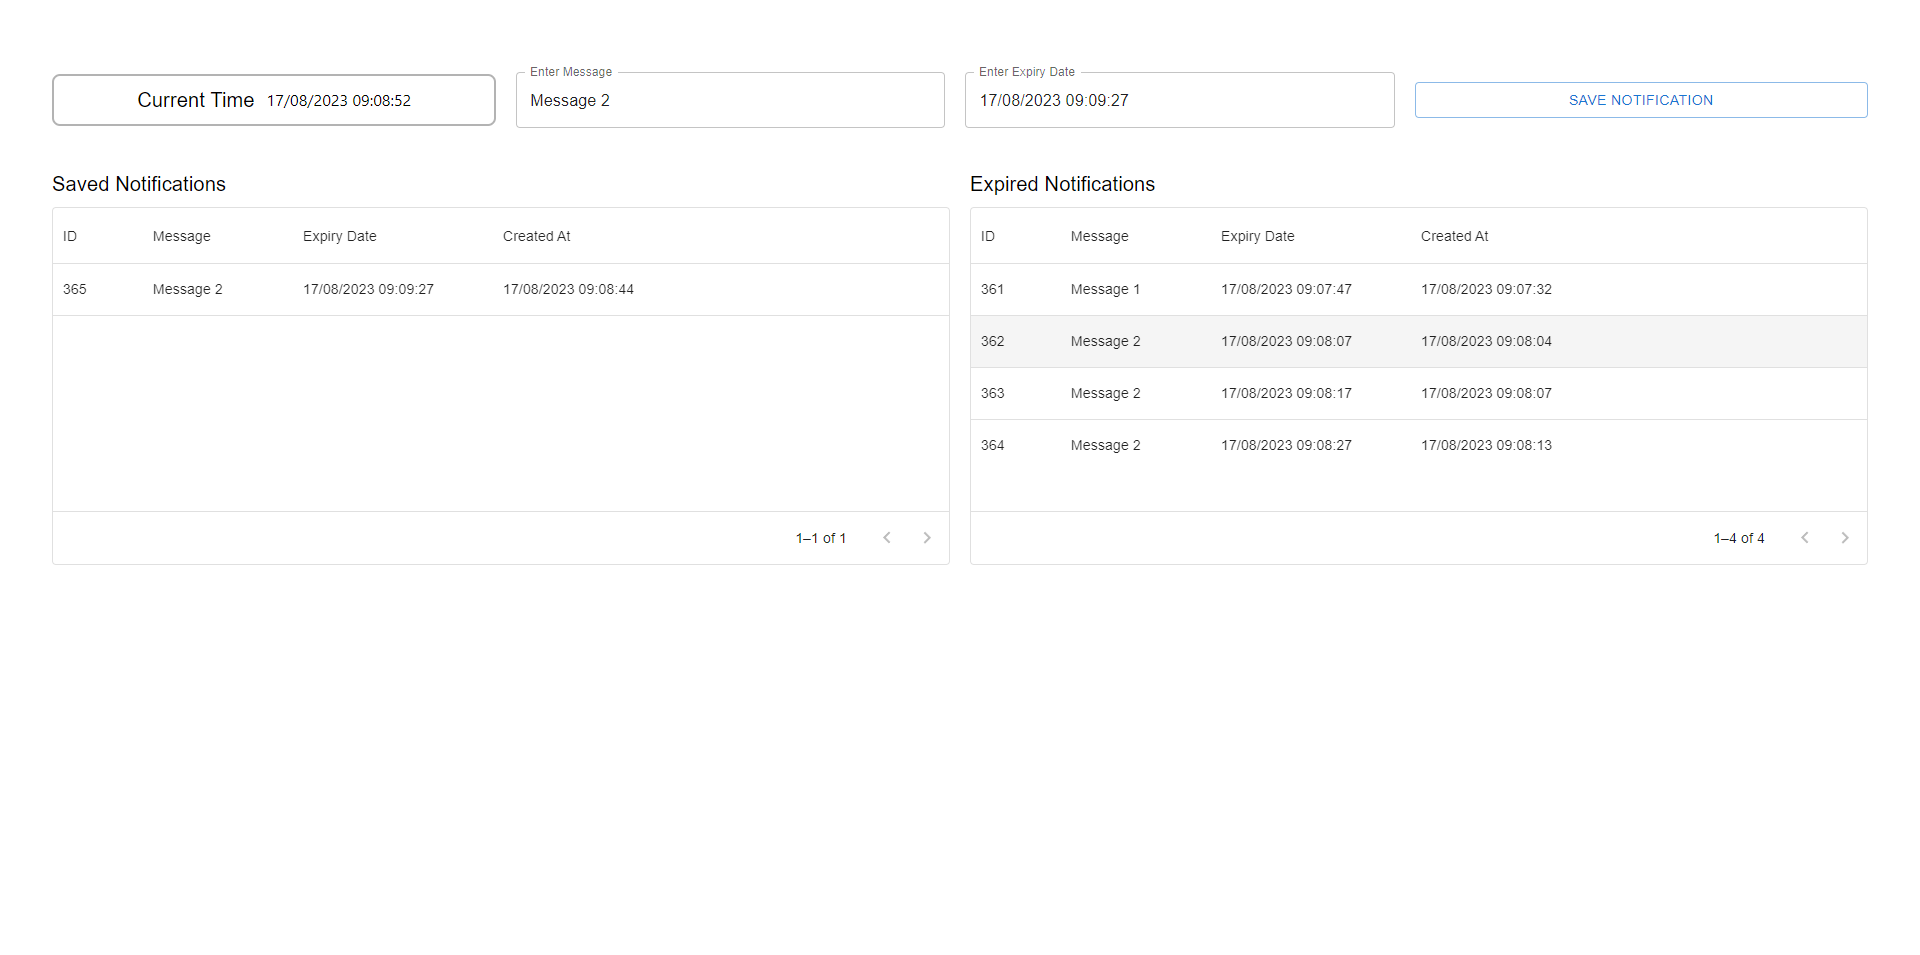 Current Time 17/08/2023 09:08:52
Enter Message
Message 2
Enter Expiry Date
17/08/2023 09:09:27
SAVE NOTIFICATION
Saved Notifications
ID Message Expiry Date Created At
365 Message 2 17/08/2023 09:09:27 17/08/2023 09:08:44
1–1 of 1
Expired Notifications
ID Message Expiry Date Created At
361 Message 1 17/08/2023 09:07:47 17/08/2023 09:07:32
362 Message 2 17/08/2023 09:08:07 17/08/2023 09:08:04
363 Message 2 17/08/2023 09:08:17 17/08/2023 09:08:07
364 Message 2 17/08/2023 09:08:27 17/08/2023 09:08:13
1–4 of 4